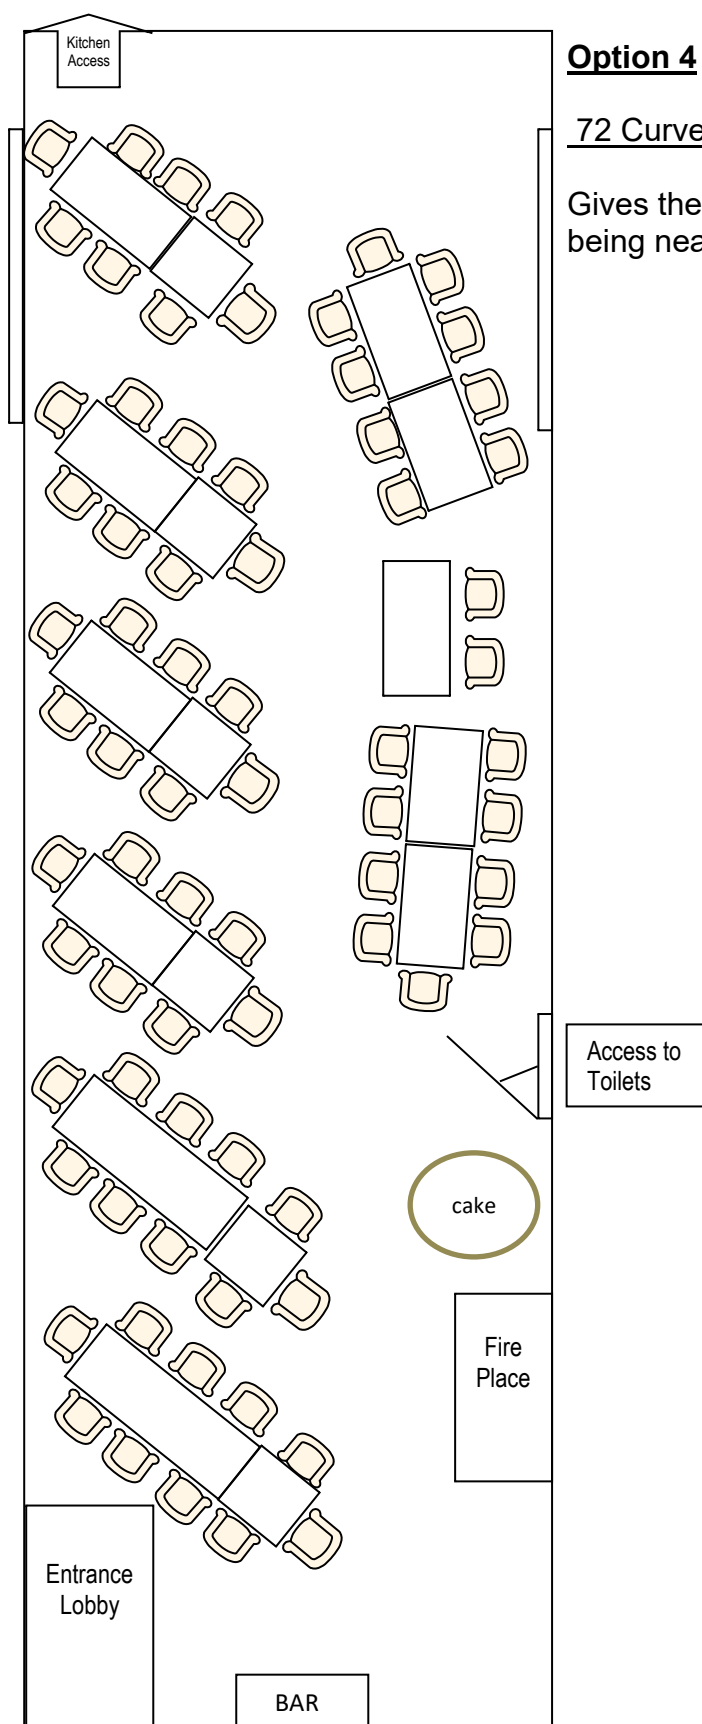 Kitchen
Access
Option 4
72 Curve
Gives the
being nea
Access to
Toilets
cake
Fire
Place
Entrance
Lobby
BAR